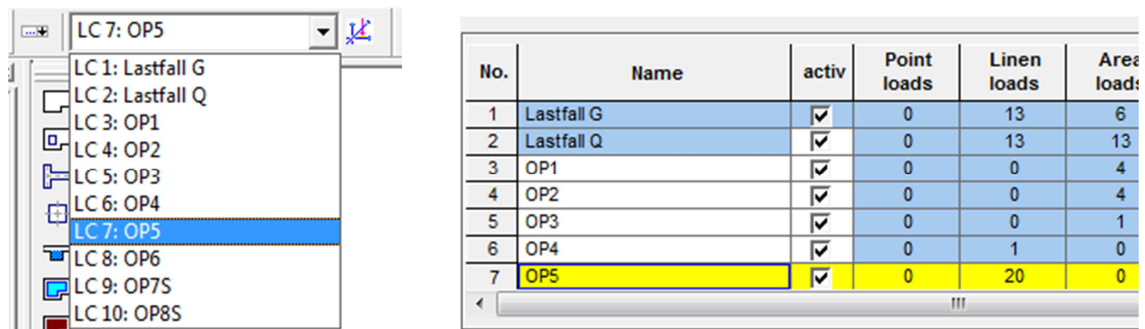 LC 7: OP5
LC 1: Lastfall G
LC 2: Lastfall Q
LC 3: OP1
LC 4: OP2
LC 5: OP3
LC 6: OP4
LC 7: OP5
LC 8: OP6
LC 9: OP7S
LC 10: OP8S
No. Name activ Point loads Linen loads Area loads
1 Lastfall G 0 13 6
2 Lastfall Q 0 13 13
3 OP1 0 0 4
4 OP2 0 0 4
5 OP3 0 0 1
6 OP4 0 1 0
7 OP5 0 20 0